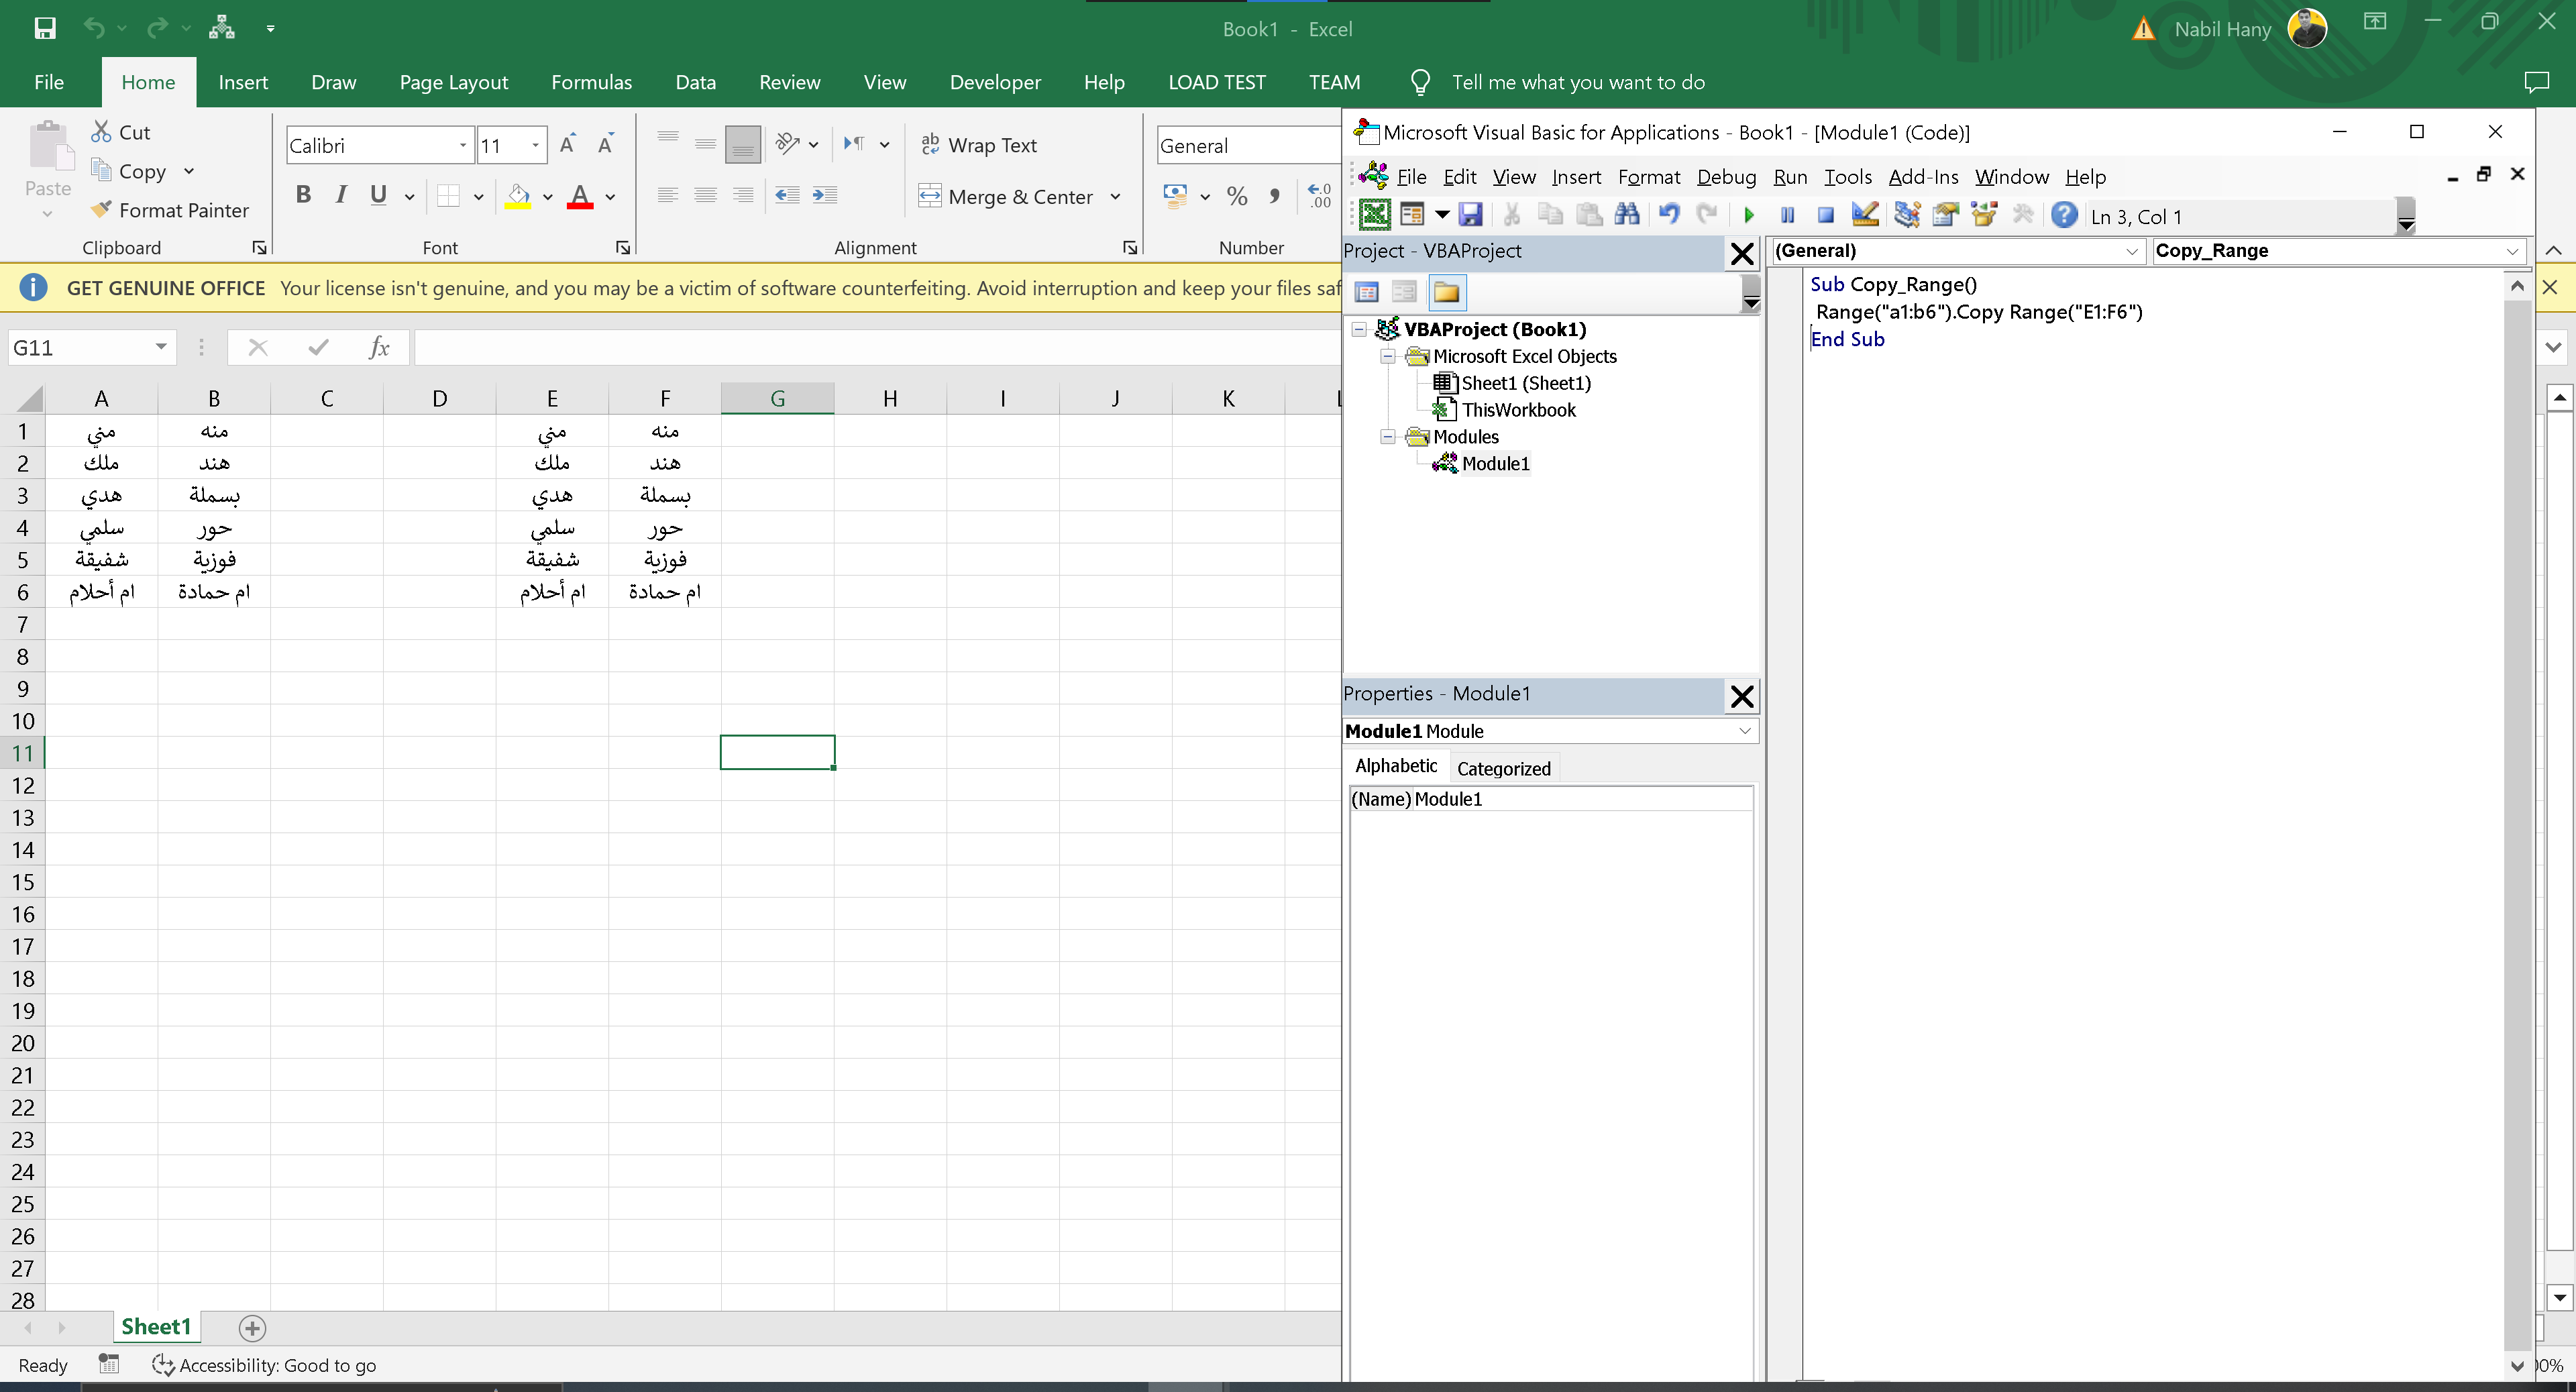 Book1 - Excel
Nabil Hany
File Home Insert Draw Page Layout Formulas Data Review View Developer Help LOAD TEST TEAM Tell me what you want to do
Paste
Cut
Copy
Format Painter
Clipboard
Calibri 11
B I U
Font
Wrap Text
Merge & Center
Alignment
General
%
Number
GET GENUINE OFFICE Your license isn't genuine, and you may be a victim of software counterfeiting. Avoid interruption and keep your files saf
G11
fx
A B C D E F G H I J K
1 مني منه مني منه
2 ملك هند ملك هند
3 هدي بسملة هدي بسملة
4 سلمي حور سلمي حور
5 شفيقة فوزية شفيقة فوزية
6 ام أحلام ام حمادة ام أحلام ام حمادة
7
8
9
10
11
12
13
14
15
16
17
18
19
20
21
22
23
24
25
26
27
28
Sheet1
Ready
Accessibility: Good to go
Microsoft Visual Basic for Applications - Book1 - [Module1 (Code)]
File Edit View Insert Format Debug Run Tools Add-Ins Window Help
Ln 3, Col 1
Project - VBAProject
VBAProject (Book1)
Microsoft Excel Objects
Sheet1 (Sheet1)
ThisWorkbook
Modules
Module1
Properties - Module1
Module1 Module
Alphabetic Categorized
(Name) Module1
(General) Copy_Range
Sub Copy_Range()
Range("a1:b6").Copy Range("E1:F6")
End Sub